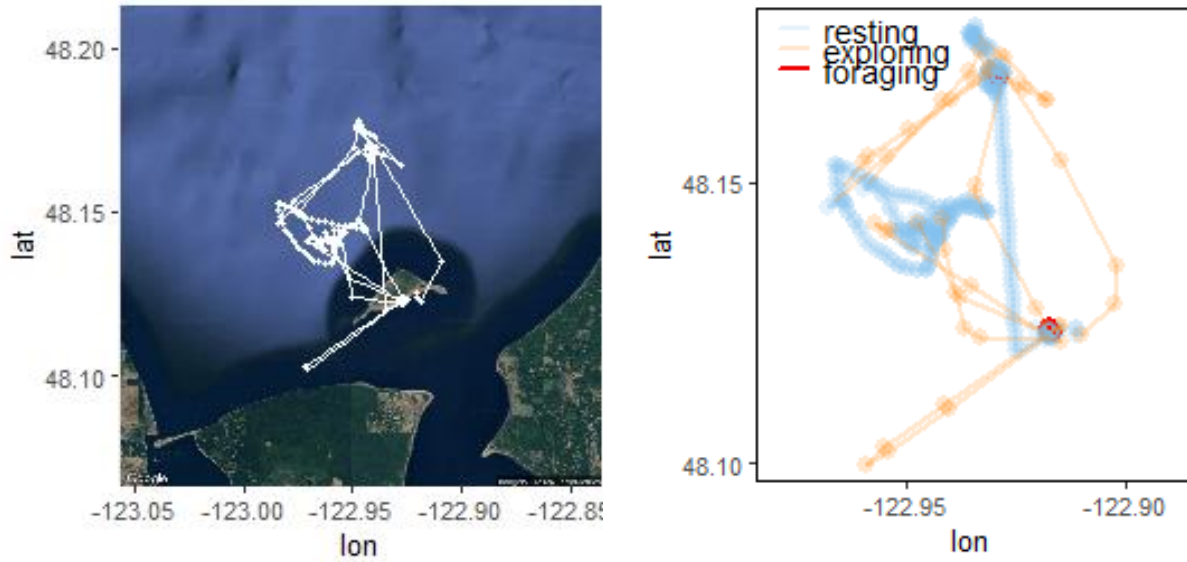 48.20
48.15
48.10
lat
Google
-123.05 -123.00 -122.95 -122.90 -122.85
lon
resting
exploring
foraging
48.15
48.10
lat
-122.95 -122.90
lon